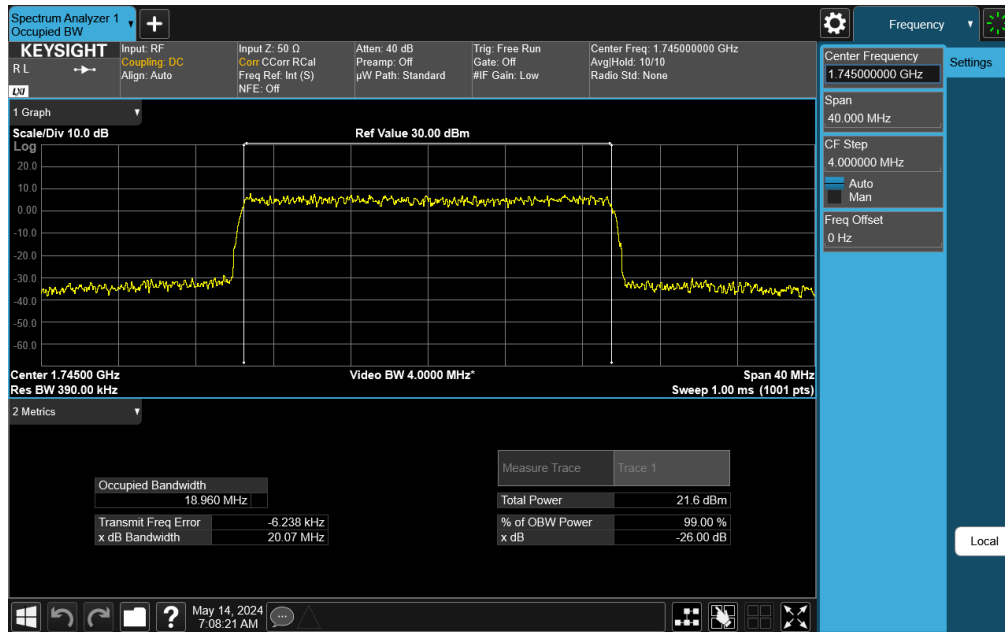 Spectrum Analyzer 1
Occupied BW
Frequency
KEYSIGHT
R L
LXI
Input: RF
Coupling: DC
Align: Auto
Input Z: 50 Ω
Corr CCorr RCal
Freq Ref: Int (S)
NFE: Off
Atten: 40 dB
Preamp: Off
µW Path: Standard
Trig: Free Run
Gate: Off
#IF Gain: Low
Center Freq: 1.745000000 GHz
Avg|Hold: 10/10
Radio Std: None
Center Frequency
1.745000000 GHz
Settings
Span
40.000 MHz
CF Step
4.000000 MHz
Auto
Man
Freq Offset
0 Hz
Local
1 Graph
Scale/Div 10.0 dB
Ref Value 30.00 dBm
Log
20.0
10.0
0.00
-10.0
-20.0
-30.0
-40.0
-50.0
-60.0
Center 1.74500 GHz
Video BW 4.0000 MHz*
Span 40 MHz
Res BW 390.00 kHz
Sweep 1.00 ms (1001 pts)
2 Metrics
Measure Trace
Trace 1
Occupied Bandwidth
18.960 MHz
Total Power
21.6 dBm
Transmit Freq Error
-6.238 kHz
% of OBW Power
99.00 %
x dB Bandwidth
20.07 MHz
x dB
-26.00 dB
?
May 14, 2024
7:08:21 AM